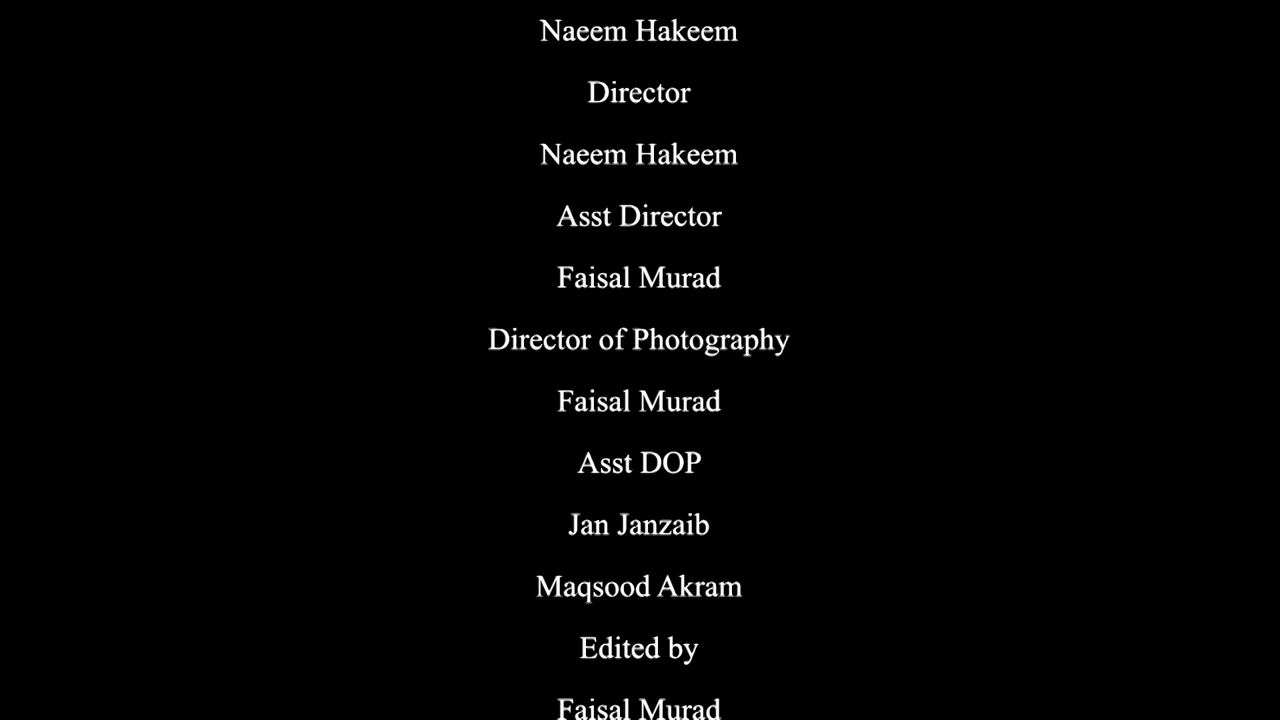 Naeem Hakeem
Director
Naeem Hakeem
Asst Director
Faisal Murad
Director of Photography
Faisal Murad
Asst DOP
Jan Janzaib
Maqsood Akram
Edited by
Faisal Murad